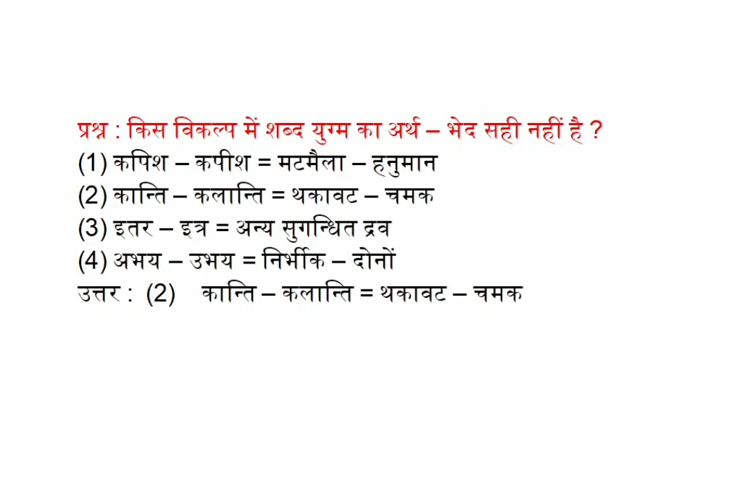 प्रश्न : किस विकल्प में शब्द युग्म का अर्थ – भेद सही नहीं है ?
(1) कपिश – कपीश = मटमैला – हनुमान
(2) कान्ति – कलान्ति = थकावट – चमक
(3) इतर – इत्र = अन्य सुगन्धित द्रव
(4) अभय – उभय = निर्भीक – दोनों
उत्तर : (2) कान्ति – कलान्ति = थकावट – चमक